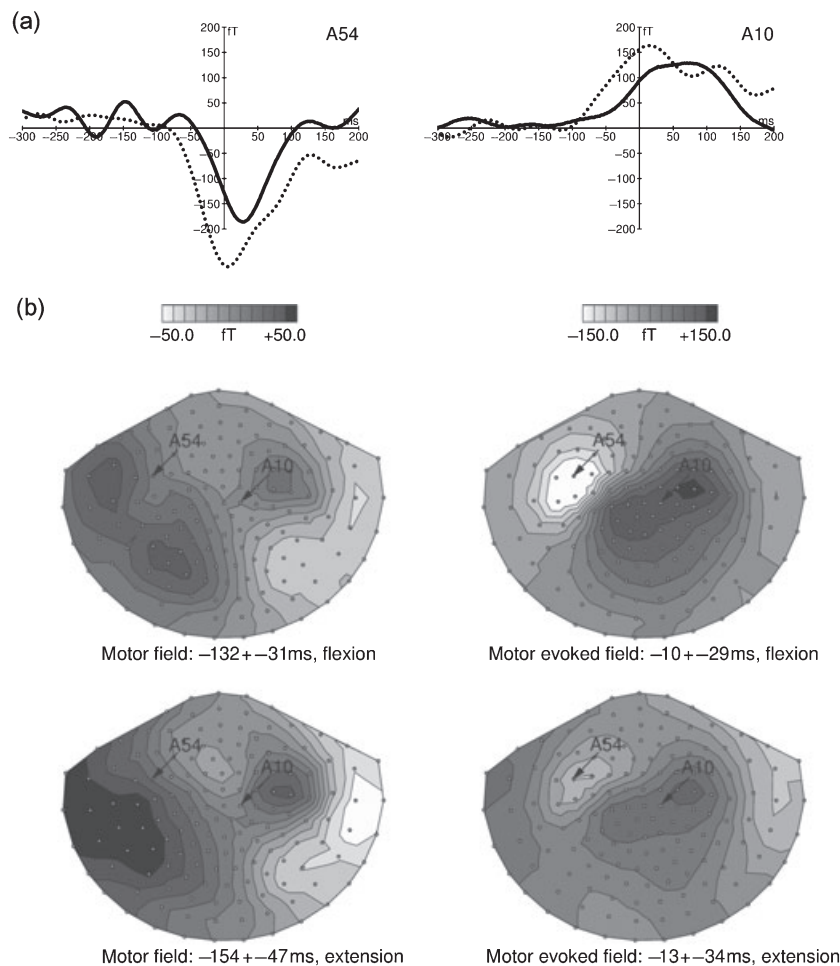 (a)
A54
A10
200
fT
150
100
50
ms
−300 −250 −200 −150 −100 −50 50 100 150 200
−50
−100
−150
−200
200
fT
150
100
50
ms
−300 −250 −200 −150 −100 −50 50 100 150 200
−50
−100
−150
−200
(b)
−50.0 fT +50.0
−150.0 fT +150.0
A54
A10
A54
A10
Motor field: −132+−31ms, flexion
Motor evoked field: −10+−29ms, flexion
A54
A10
A54
A10
Motor field: −154+−47ms, extension
Motor evoked field: −13+−34ms, extension